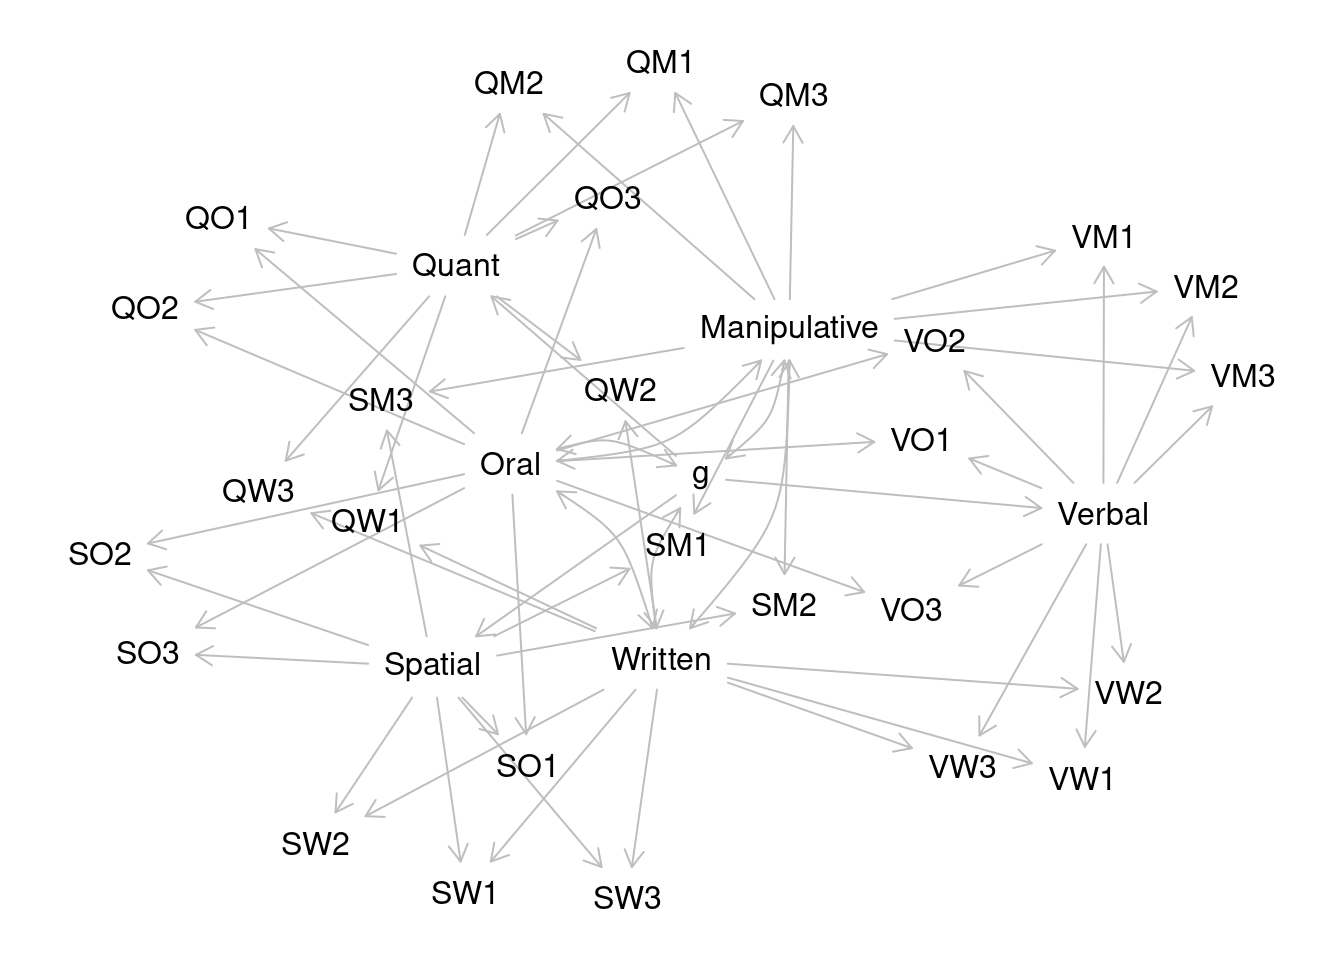 QM1
QM2
QM3
QO3
QO1
VM1
Quant
VM2
QO2
Manipulative
VO2
VM3
QW2
SM3
VO1
Oral
g
QW3
Verbal
QW1
SM1
SO2
SM2
VO3
SO3
Written
Spatial
VW2
SO1
VW3
VW1
SW2
SW1
SW3